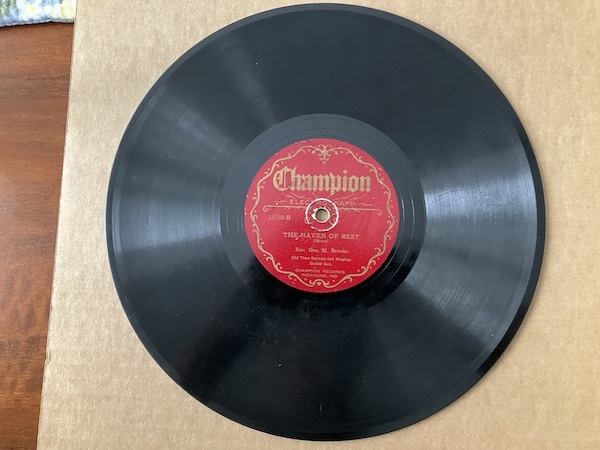 Champion
ELECTROGRAPH
-B
THE HAVEN OF REST
(Moore)
Rev. Geo. M.
Old Time Sermon and Singing
Guitar Acc.
CHAMPION RECORDS
RICHMOND, IND.